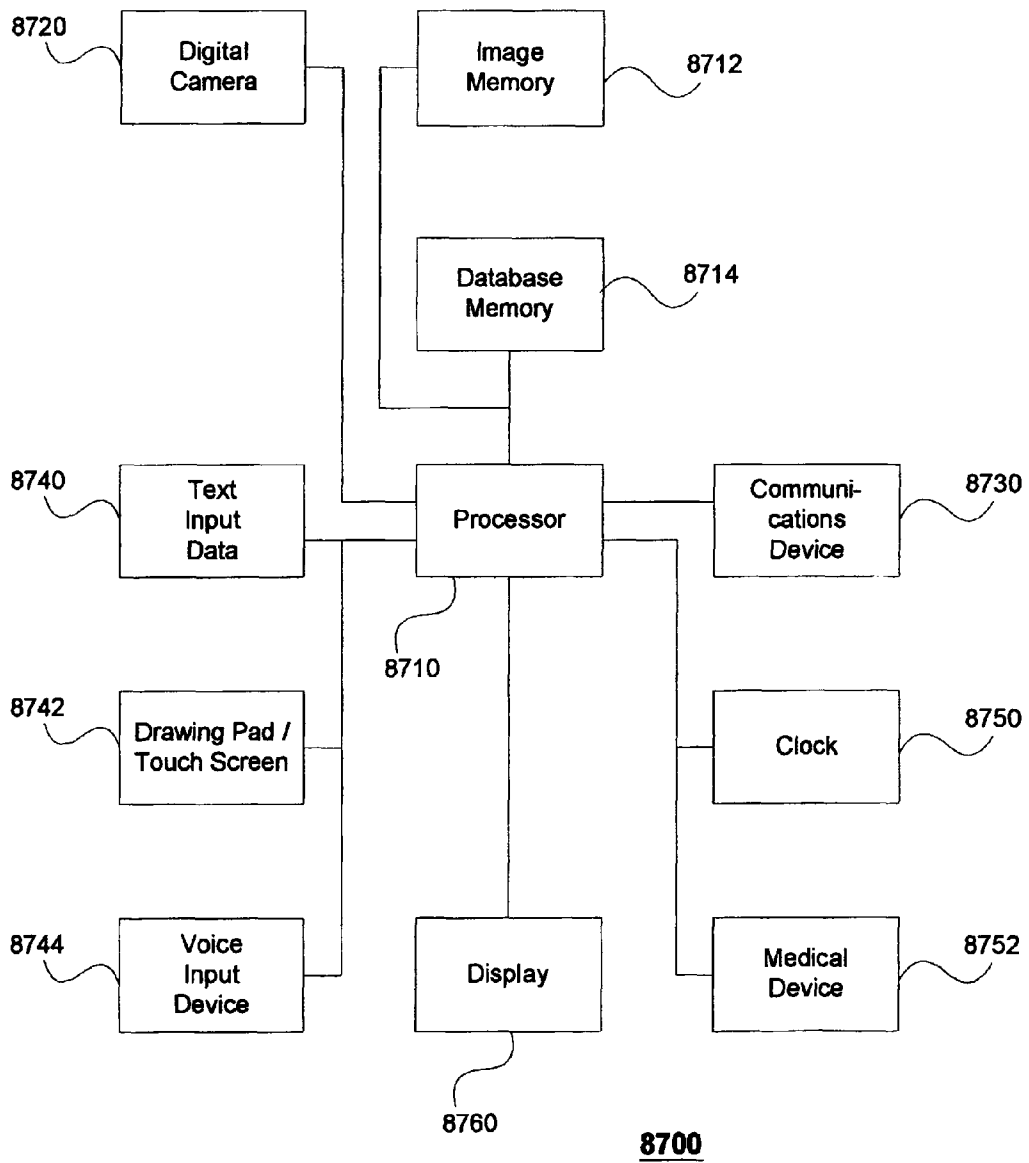 8720
Digital
Camera
Image
Memory
8712
Database
Memory
8714
8740
Text
Input
Data
Processor
8710
Communi-
cations
Device
8730
8742
Drawing Pad /
Touch Screen
Clock
8750
8744
Voice
Input
Device
Display
8760
Medical
Device
8752
8700